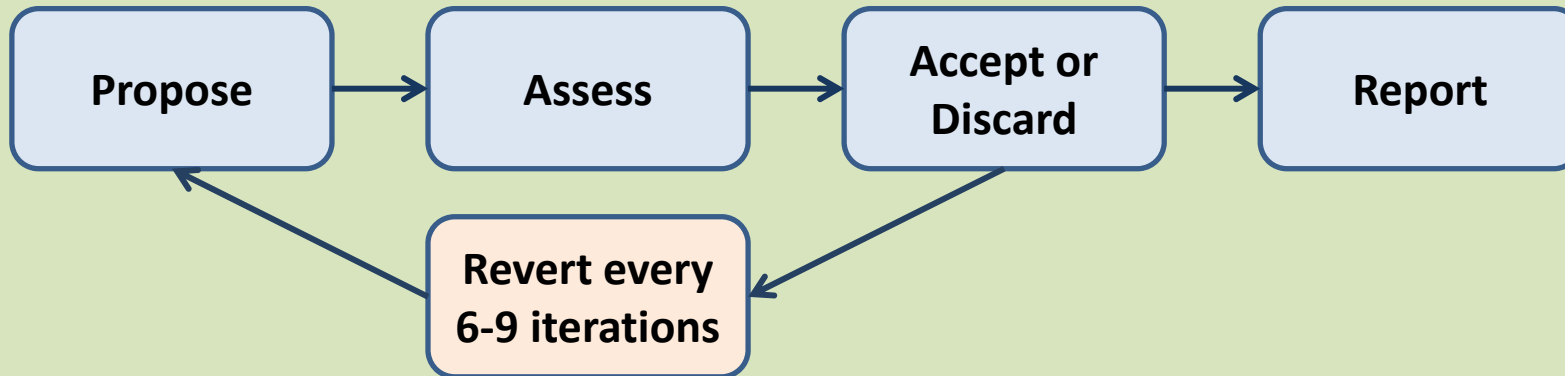 Propose
Assess
Accept or
Discard
Report
Revert every
6-9 iterations